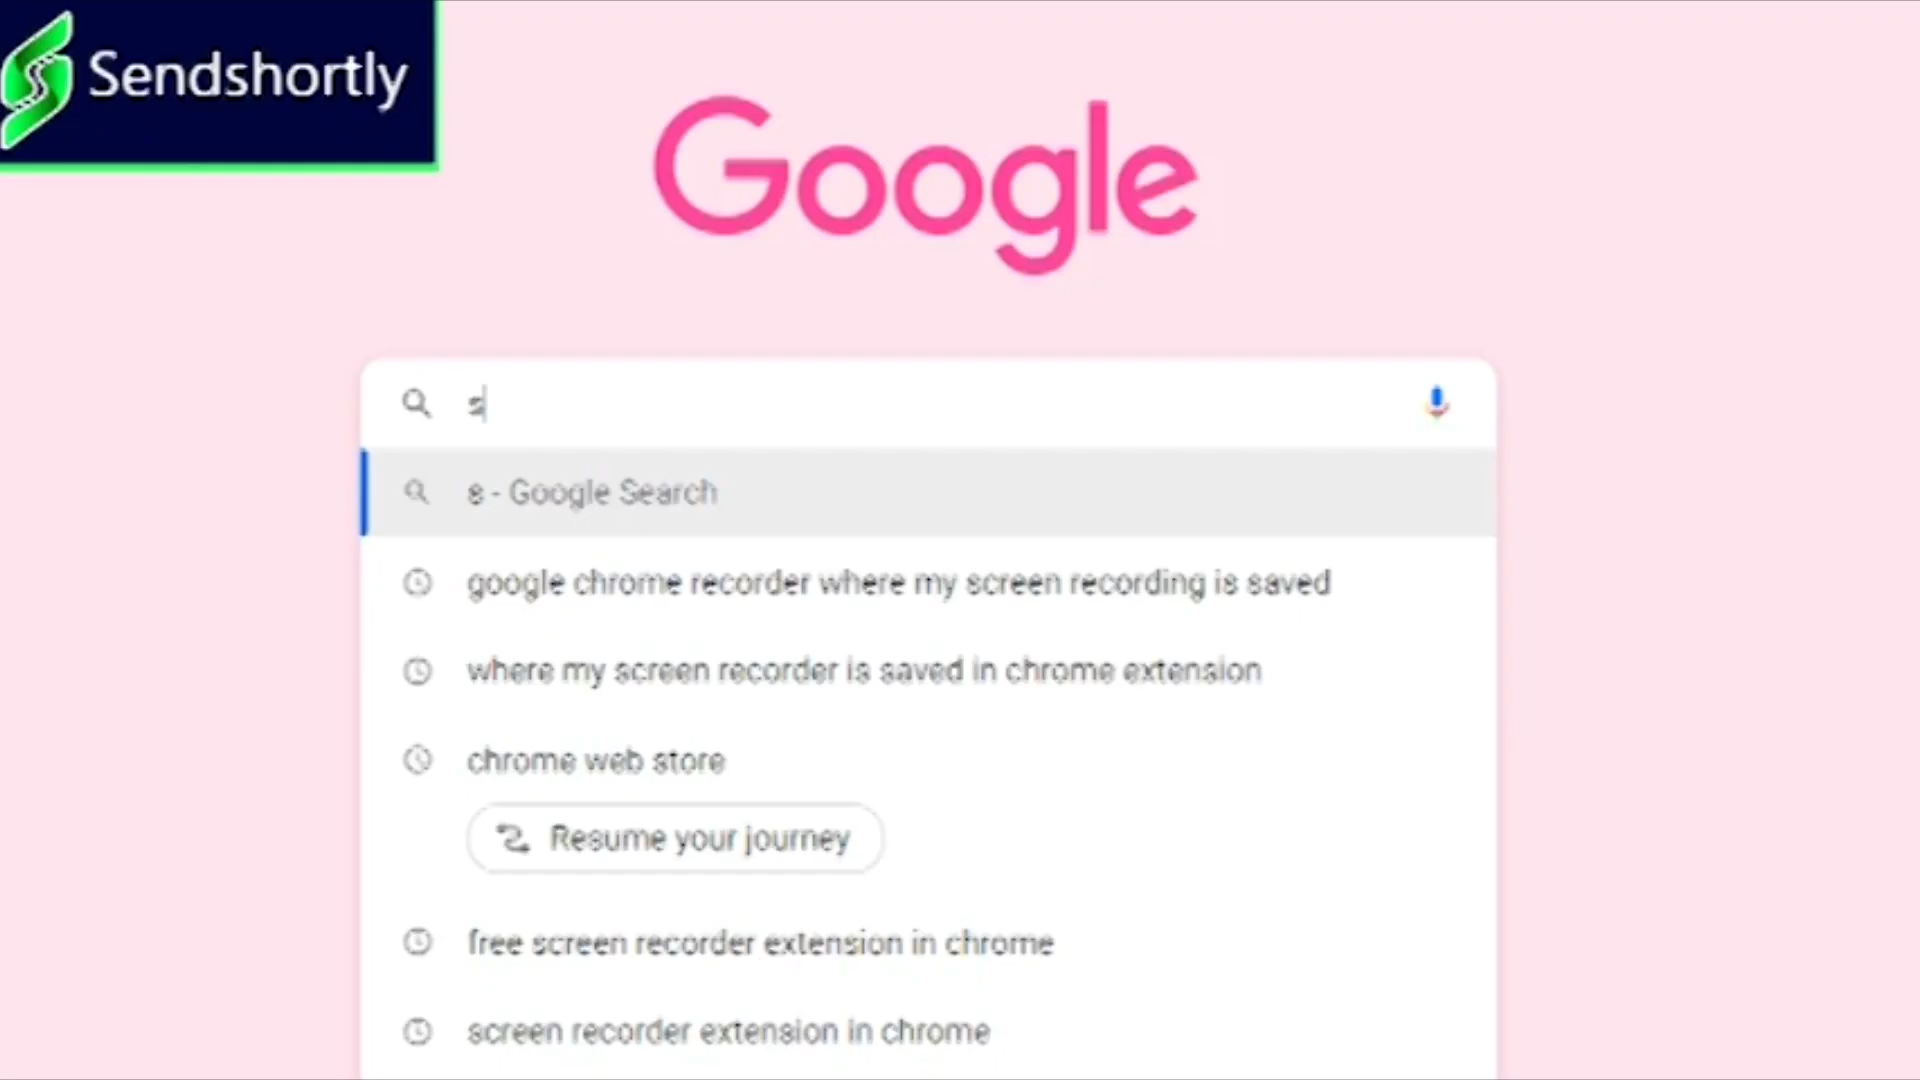 Sendshortly
Google
s
s - Google Search
google chrome recorder where my screen recording is saved
where my screen recorder is saved in chrome extension
chrome web store
Resume your journey
free screen recorder extension in chrome
screen recorder extension in chrome